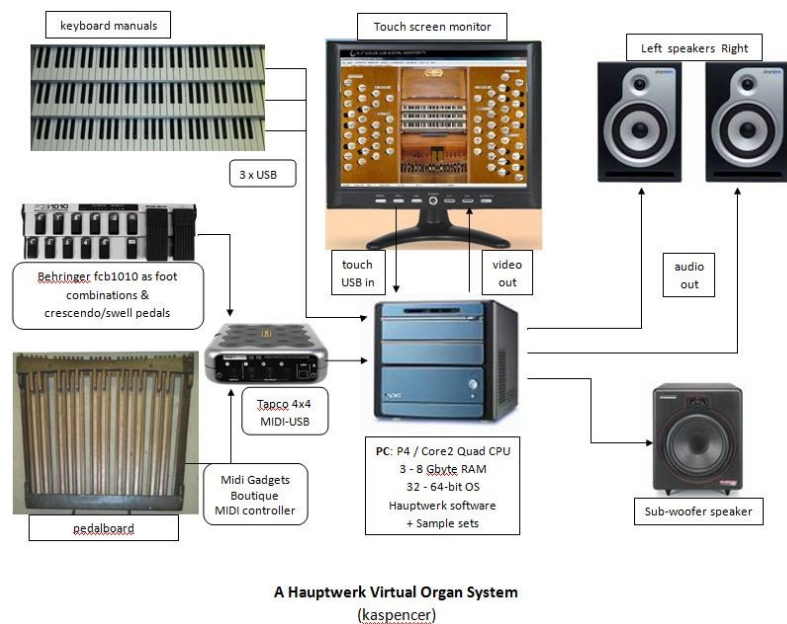 keyboard manuals
Touch screen monitor
Left speakers Right
3 x USB
Behringer fcb1010 as foot
combinations &
crescendo/swell pedals
touch
USB in
video
out
audio
out
Tapco 4x4
MIDI-USB
Midi Gadgets
Boutique
MIDI controller
pedalboard
PC: P4 / Core2 Quad CPU
3 - 8 Gbyte RAM
32 - 64-bit OS
Hauptwerk software
+ Sample sets
Sub-woofer speaker
A Hauptwerk Virtual Organ System
(kaspencer)